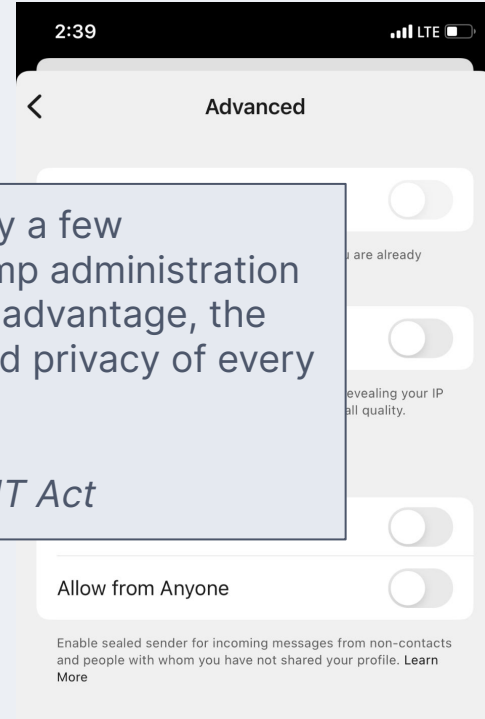 2:39
LTE
Advanced
y a few
mp administration
advantage, the
d privacy of every
IT Act
are already
evealing your IP
all quality.
Allow from Anyone
Enable sealed sender for incoming messages from non-contacts
and people with whom you have not shared your profile. Learn
More